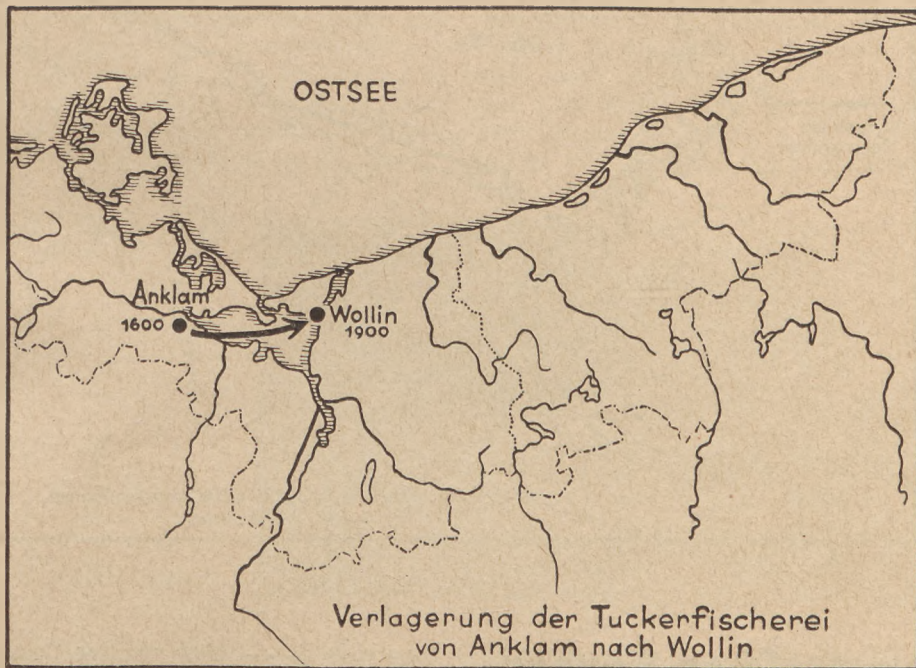 OSTSEE
Anklam
1600
Wollin
1900
Verlagerung der Tuckerfischerei
von Anklam nach Wollin